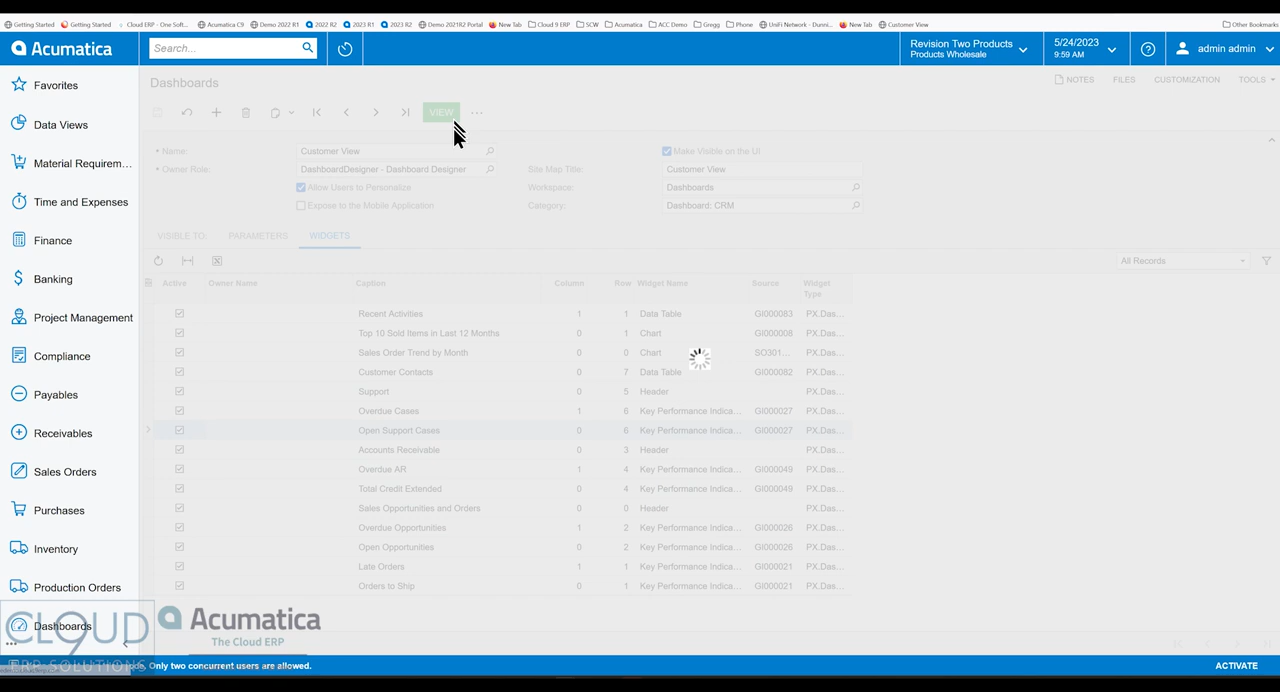 Getting Started Getting Started Cloud ERP - One Soft... Acumatica C9 Demo 2022 R1 2022 R2 2023 R1 2023 R2 Demo 2021R2 Portal New Tab Cloud 9 ERP SCW Acumatica ACC Demo Gregg Phone UniFi Network - Dunni... New Tab Customer View Other Bookmarks
Acumatica Search... Revision Two Products Products Wholesale 5/24/2023 9:59 AM admin admin
Favorites
Data Views
Material Requirem...
Time and Expenses
Finance
Banking
Project Management
Compliance
Payables
Receivables
Sales Orders
Purchases
Inventory
Production Orders
Dashboards
Dashboards NOTES FILES CUSTOMIZATION TOOLS
VIEW
Name: Customer View Make Visible on the UI
Owner Role: DashboardDesigner - Dashboard Designer Site Map Title: Customer View
Allow Users to Personalize Workspace: Dashboards
Expose to the Mobile Application Category: Dashboard: CRM
VISIBLE TO: PARAMETERS WIDGETS
All Records
Active Owner Name Caption Column Row Widget Name Source Widget Type
Recent Activities 1 1 Data Table GI000083 PX.Das...
Top 10 Sold Items in Last 12 Months 0 1 Chart GI000008 PX.Das...
Sales Order Trend by Month 0 0 Chart SO301... PX.Das...
Customer Contacts 0 7 Data Table GI000082 PX.Das...
Support 0 5 Header PX.Das...
Overdue Cases 1 6 Key Performance Indica... GI000027 PX.Das...
Open Support Cases 0 6 Key Performance Indica... GI000027 PX.Das...
Accounts Receivable 0 3 Header PX.Das...
Overdue AR 1 4 Key Performance Indica... GI000049 PX.Das...
Total Credit Extended 0 4 Key Performance Indica... GI000049 PX.Das...
Sales Opportunities and Orders 0 0 Header PX.Das...
Overdue Opportunities 1 2 Key Performance Indica... GI000026 PX.Das...
Open Opportunities 0 2 Key Performance Indica... GI000026 PX.Das...
Late Orders 1 1 Key Performance Indica... GI000021 PX.Das...
Orders to Ship 0 1 Key Performance Indica... GI000021 PX.Das...
CLOUD 9
ERP SOLUTIONS
Acumatica
The Cloud ERP
Only two concurrent users are allowed. ACTIVATE